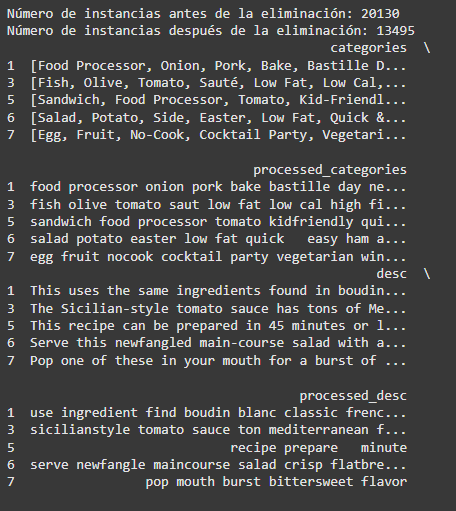 Número de instancias antes de la eliminación: 20130
Número de instancias después de la eliminación: 13495
categories \
1 [Food Processor, Onion, Pork, Bake, Bastille D...
3 [Fish, Olive, Tomato, Sauté, Low Fat, Low Cal,...
5 [Sandwich, Food Processor, Tomato, Kid-Friendl...
6 [Salad, Potato, Side, Easter, Low Fat, Quick &...
7 [Egg, Fruit, No-Cook, Cocktail Party, Vegetari...
processed_categories
1 food processor onion pork bake bastille day ne...
3 fish olive tomato saut low fat low cal high fi...
5 sandwich food processor tomato kidfriendly qui...
6 salad potato easter low fat quick   easy ham a...
7 egg fruit nocook cocktail party vegetarian win...
desc \
1 This uses the same ingredients found in boudin...
3 The Sicilian-style tomato sauce has tons of Me...
5 This recipe can be prepared in 45 minutes or l...
6 Serve this newfangled main-course salad with a...
7 Pop one of these in your mouth for a burst of ...
processed_desc
1 use ingredient find boudin blanc classic frenc...
3 sicilianstyle tomato sauce ton mediterranean f...
5 recipe prepare   minute
6 serve newfangle maincourse salad crisp flatbre...
7 pop mouth burst bittersweet flavor